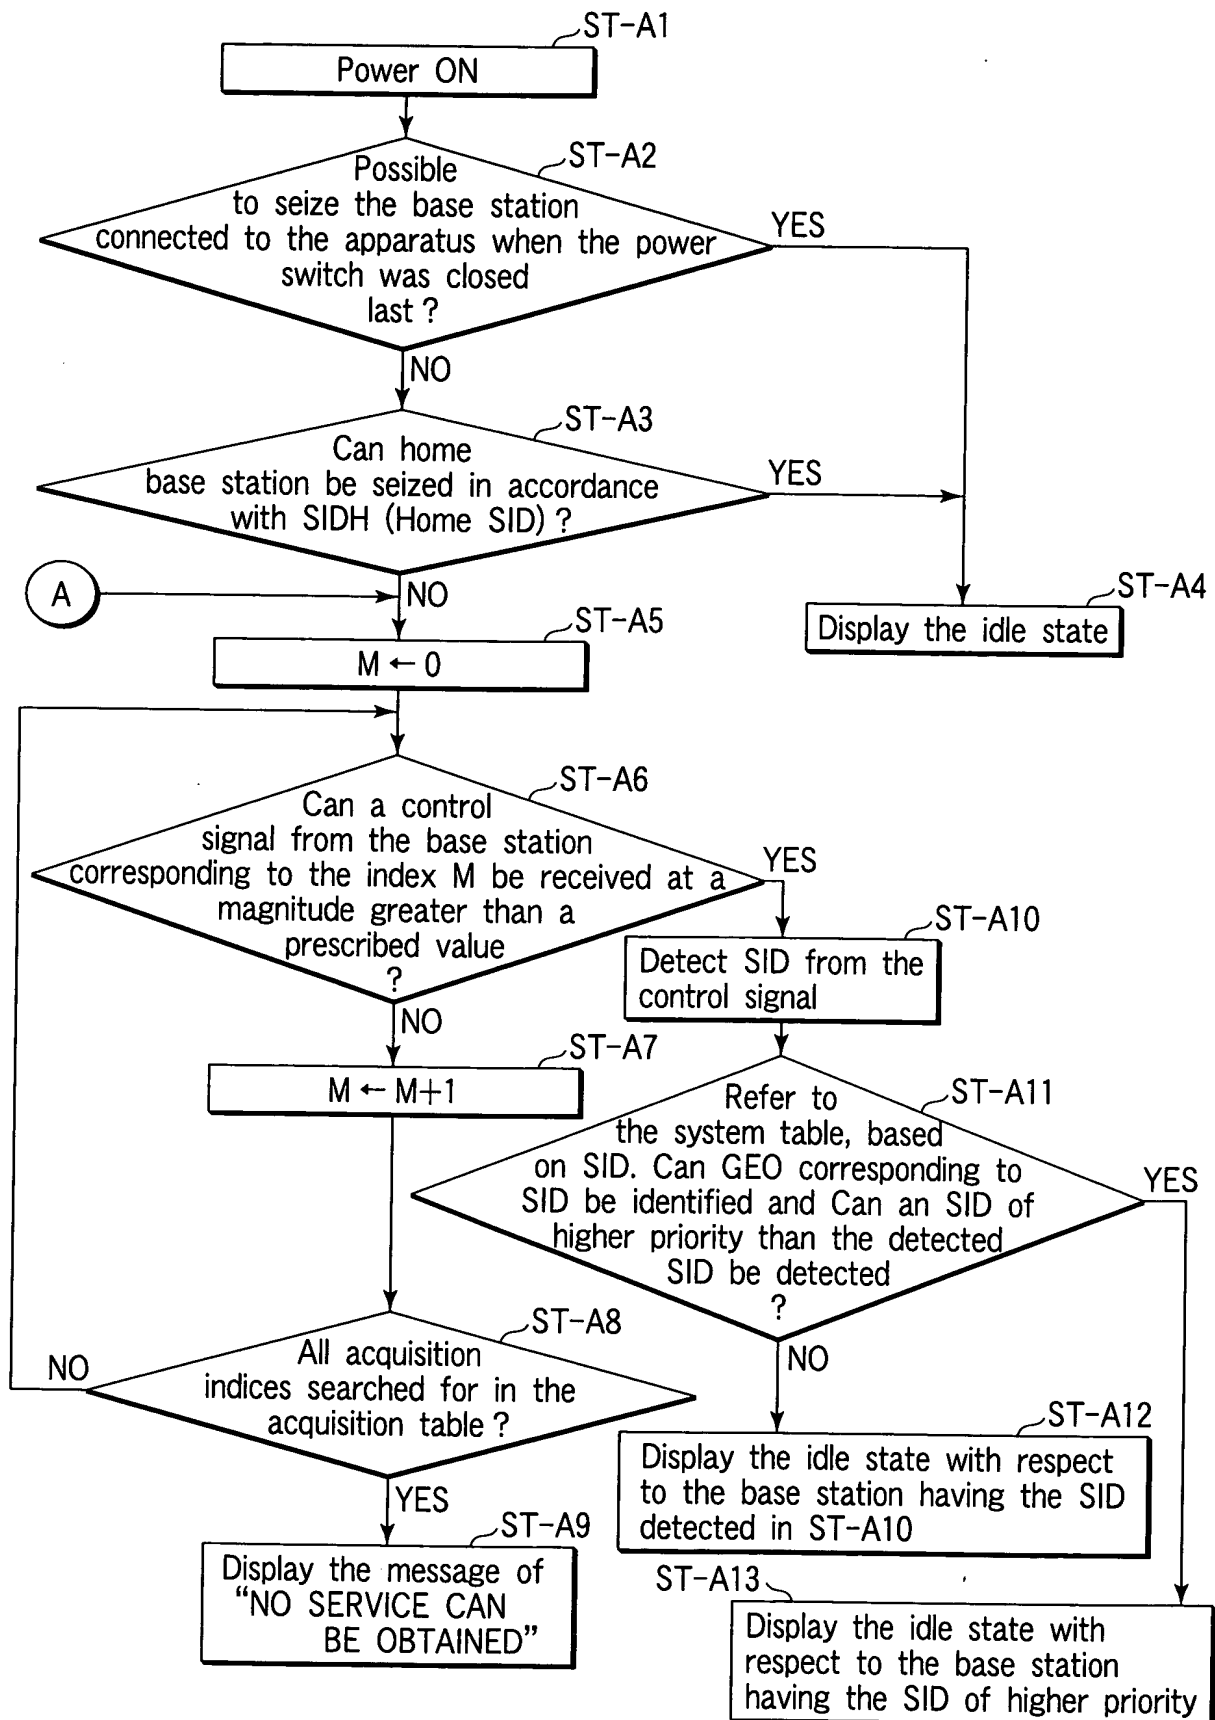 ST-A1
Power ON
ST-A2
Possible
to seize the base station
connected to the apparatus when the power
switch was closed
last ?
YES
NO
ST-A3
Can home
base station be seized in accordance
with SIDH (Home SID) ?
YES
NO
A
ST-A4
Display the idle state
ST-A5
M ← 0
ST-A6
Can a control
signal from the base station
corresponding to the index M be received at a
magnitude greater than a
prescribed value
?
YES
NO
ST-A10
Detect SID from the
control signal
ST-A7
M ← M+1
ST-A11
Refer to
the system table, based
on SID. Can GEO corresponding to
SID be identified and Can an SID of
higher priority than the detected
SID be detected
?
YES
NO
ST-A8
All acquisition
indices searched for in the
acquisition table ?
NO
YES
ST-A12
Display the idle state with respect
to the base station having the SID
detected in ST-A10
ST-A9
Display the message of
“NO SERVICE CAN
BE OBTAINED”
ST-A13
Display the idle state with
respect to the base station
having the SID of higher priority